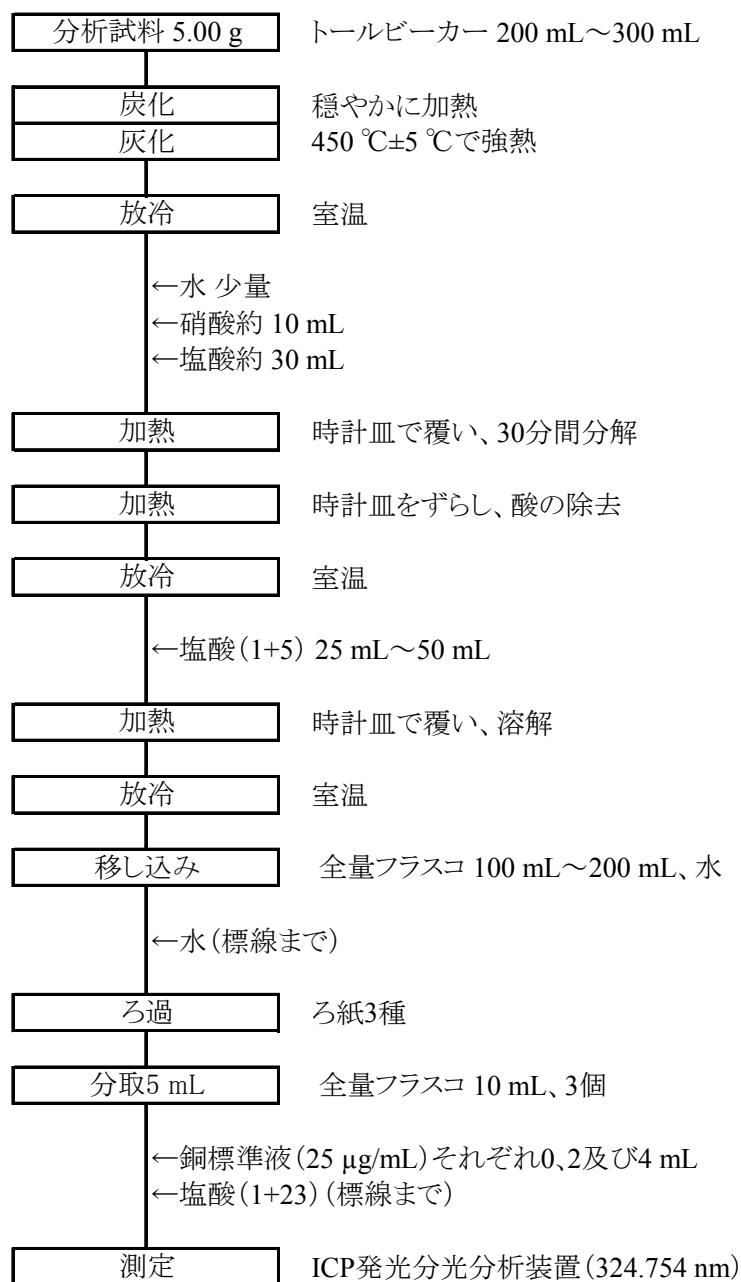 分析試料 5.00 g トールビーカー 200 mL～300 mL
炭化 穏やかに加熱
灰化 450 ℃±5 ℃で強熱
放冷 室温
←水 少量
←硝酸約 10 mL
←塩酸約 30 mL
加熱 時計皿で覆い、30分間分解
加熱 時計皿をずらし、酸の除去
放冷 室温
←塩酸（1+5） 25 mL～50 mL
加熱 時計皿で覆い、溶解
放冷 室温
移し込み 全量フラスコ 100 mL～200 mL、水
←水（標線まで）
ろ過 ろ紙3種
分取5 mL 全量フラスコ 10 mL、3個
←銅標準液（25 µg/mL）それぞれ0、2及び4 mL
←塩酸（1+23）（標線まで）
測定 ICP発光分光分析装置（324.754 nm）